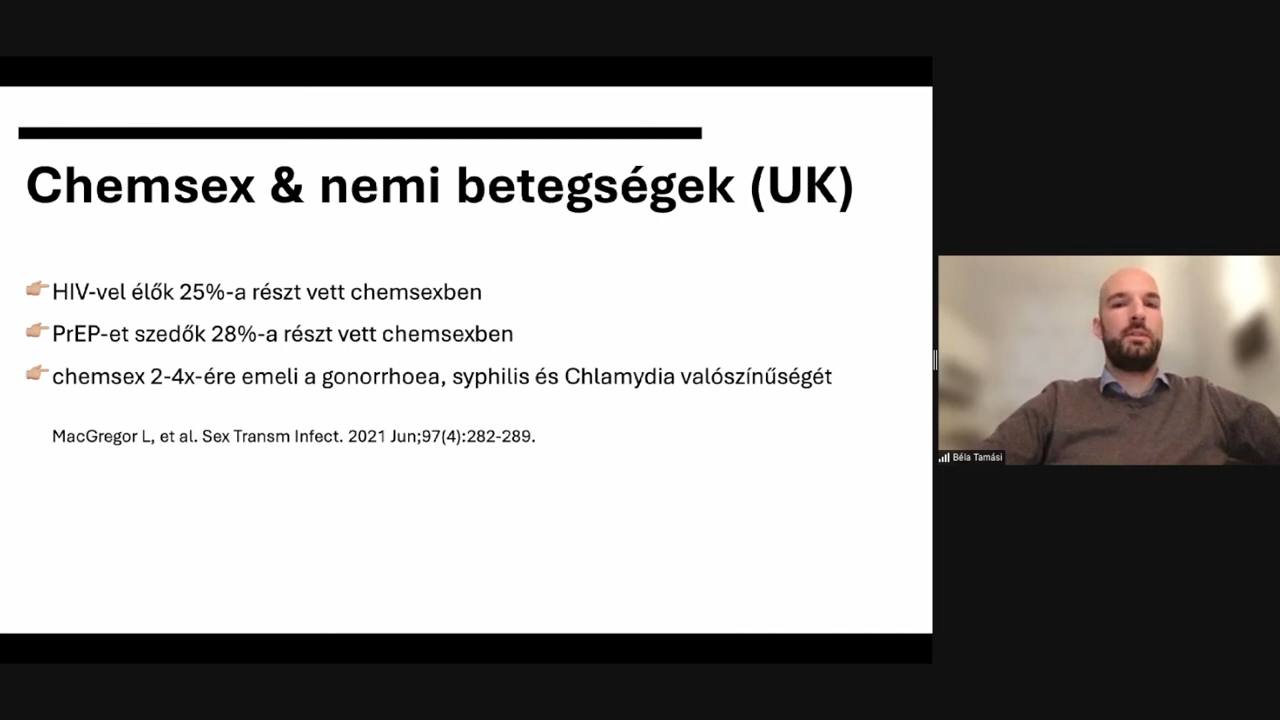 Chemsex & nemi betegségek (UK)
HIV-vel élők 25%-a részt vett chemsexben
PrEP-et szedők 28%-a részt vett chemsexben
chemsex 2-4x-ére emeli a gonorrhoea, syphilis és Chlamydia valószínűségét
MacGregor L, et al. Sex Transm Infect. 2021 Jun;97(4):282-289.
Béla Tamási